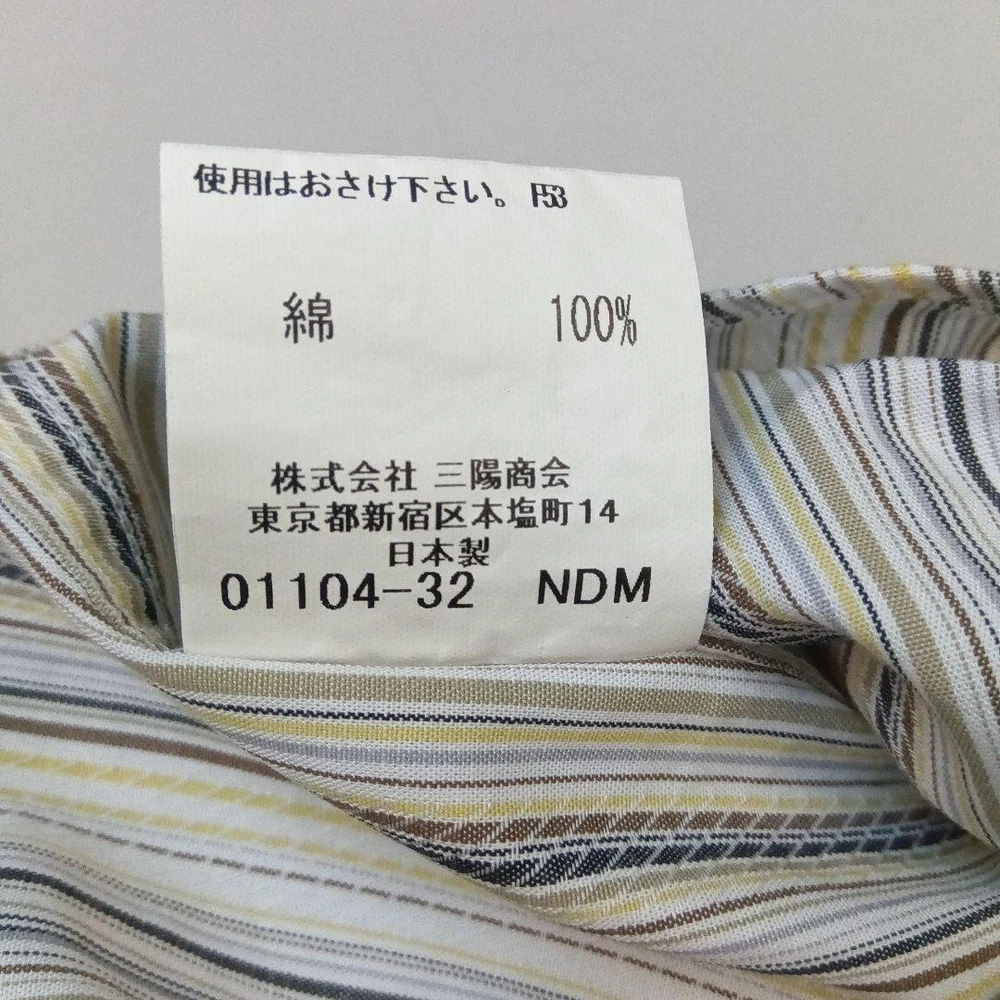 使用はおさけ下さい。 F53
綿 100%
株式会社 三陽商会
東京都新宿区本塩町14
日本製
01104-32 NDM